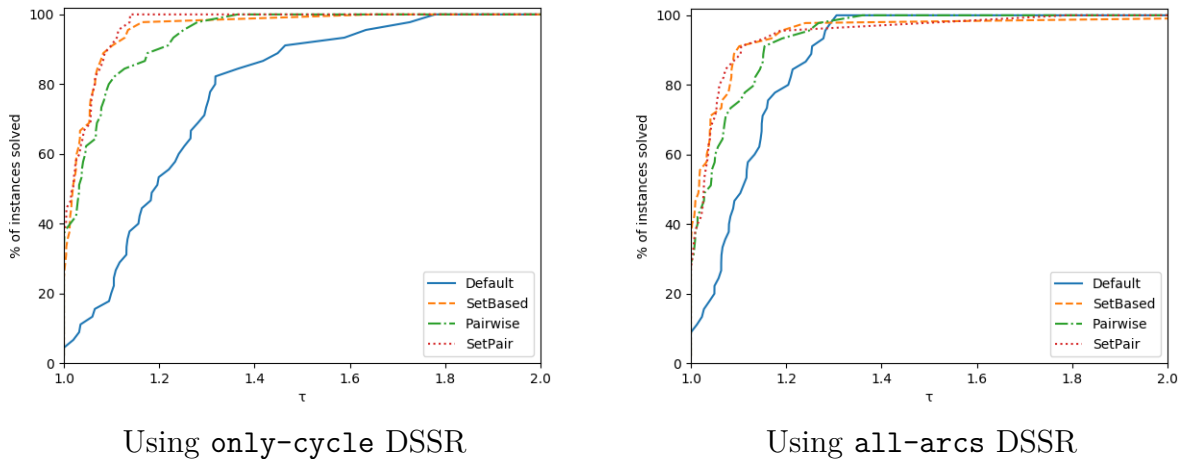 100
80
60
40
20
0
% of instances solved
1.0 1.2 1.4 1.6 1.8 2.0
τ
Default
SetBased
Pairwise
SetPair
Using only-cycle DSSR
100
80
60
40
20
0
% of instances solved
1.0 1.2 1.4 1.6 1.8 2.0
τ
Default
SetBased
Pairwise
SetPair
Using all-arcs DSSR